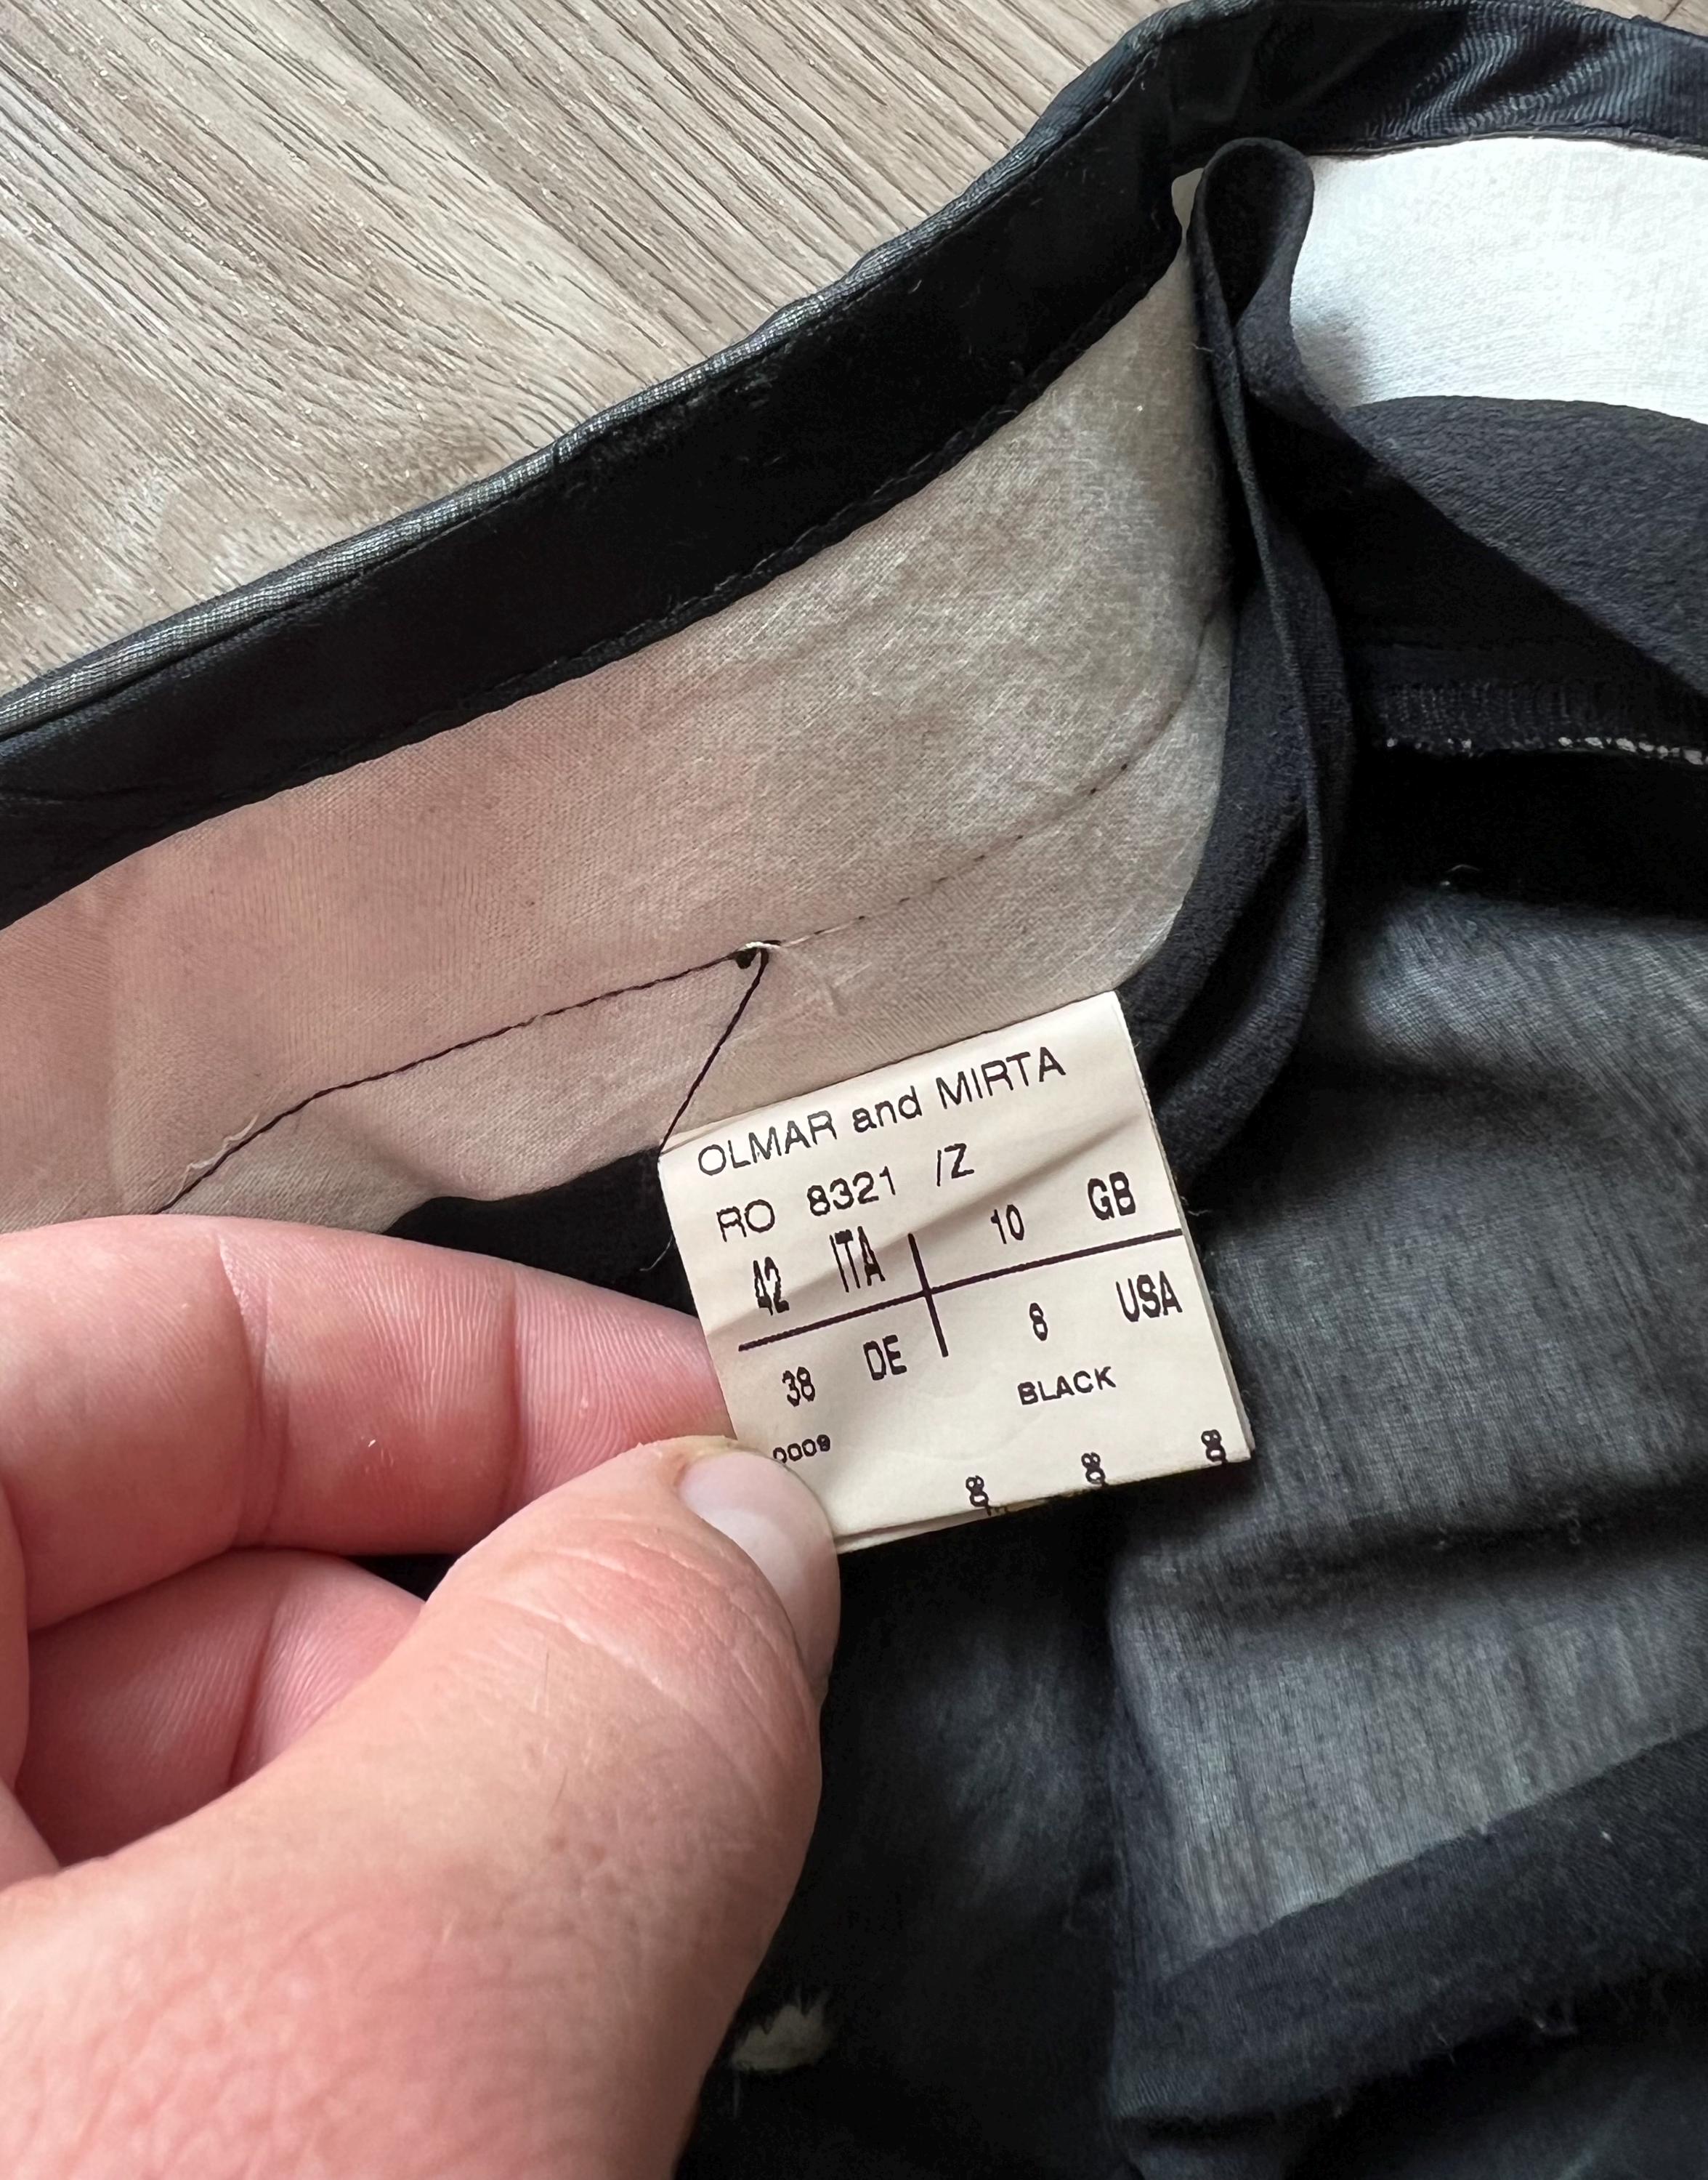 OLMAR and MIRTA
RO 8321 /Z
42 ITA 10 GB
38 DE 8 USA
BLACK
0009